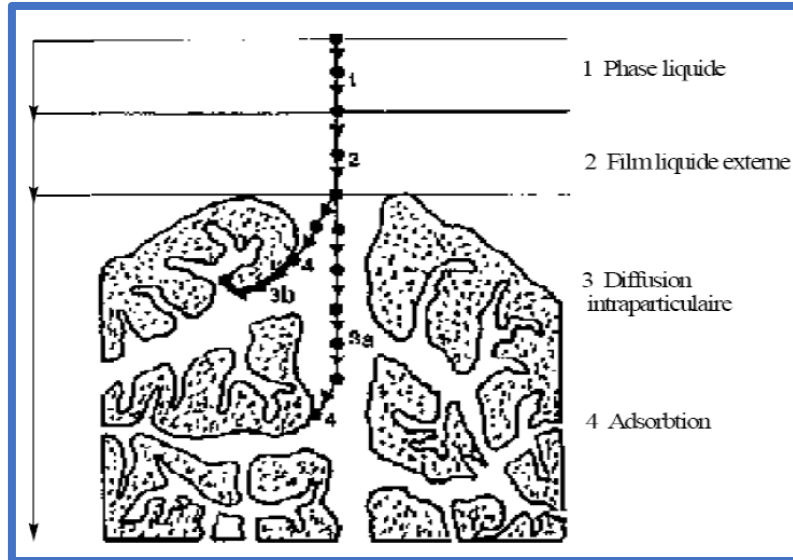 1
1 Phase liquide
2
2 Film liquide externe
4
3b
3 Diffusion
intraparticulaire
3a
4
4 Adsorbtion